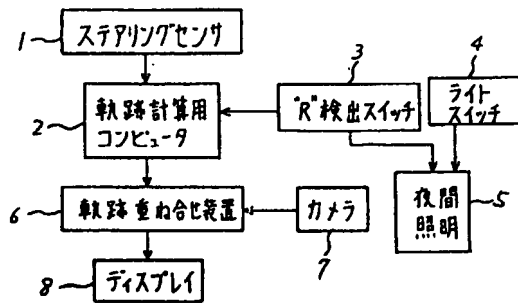 1
ステアリングセンサ
2
軌跡計算用
コンピュータ
3
"R"検出スイッチ
4
ライト
スイッチ
夜間
照明
5
6
軌跡重ね合せ装置
カメラ
7
8
ディスプレイ